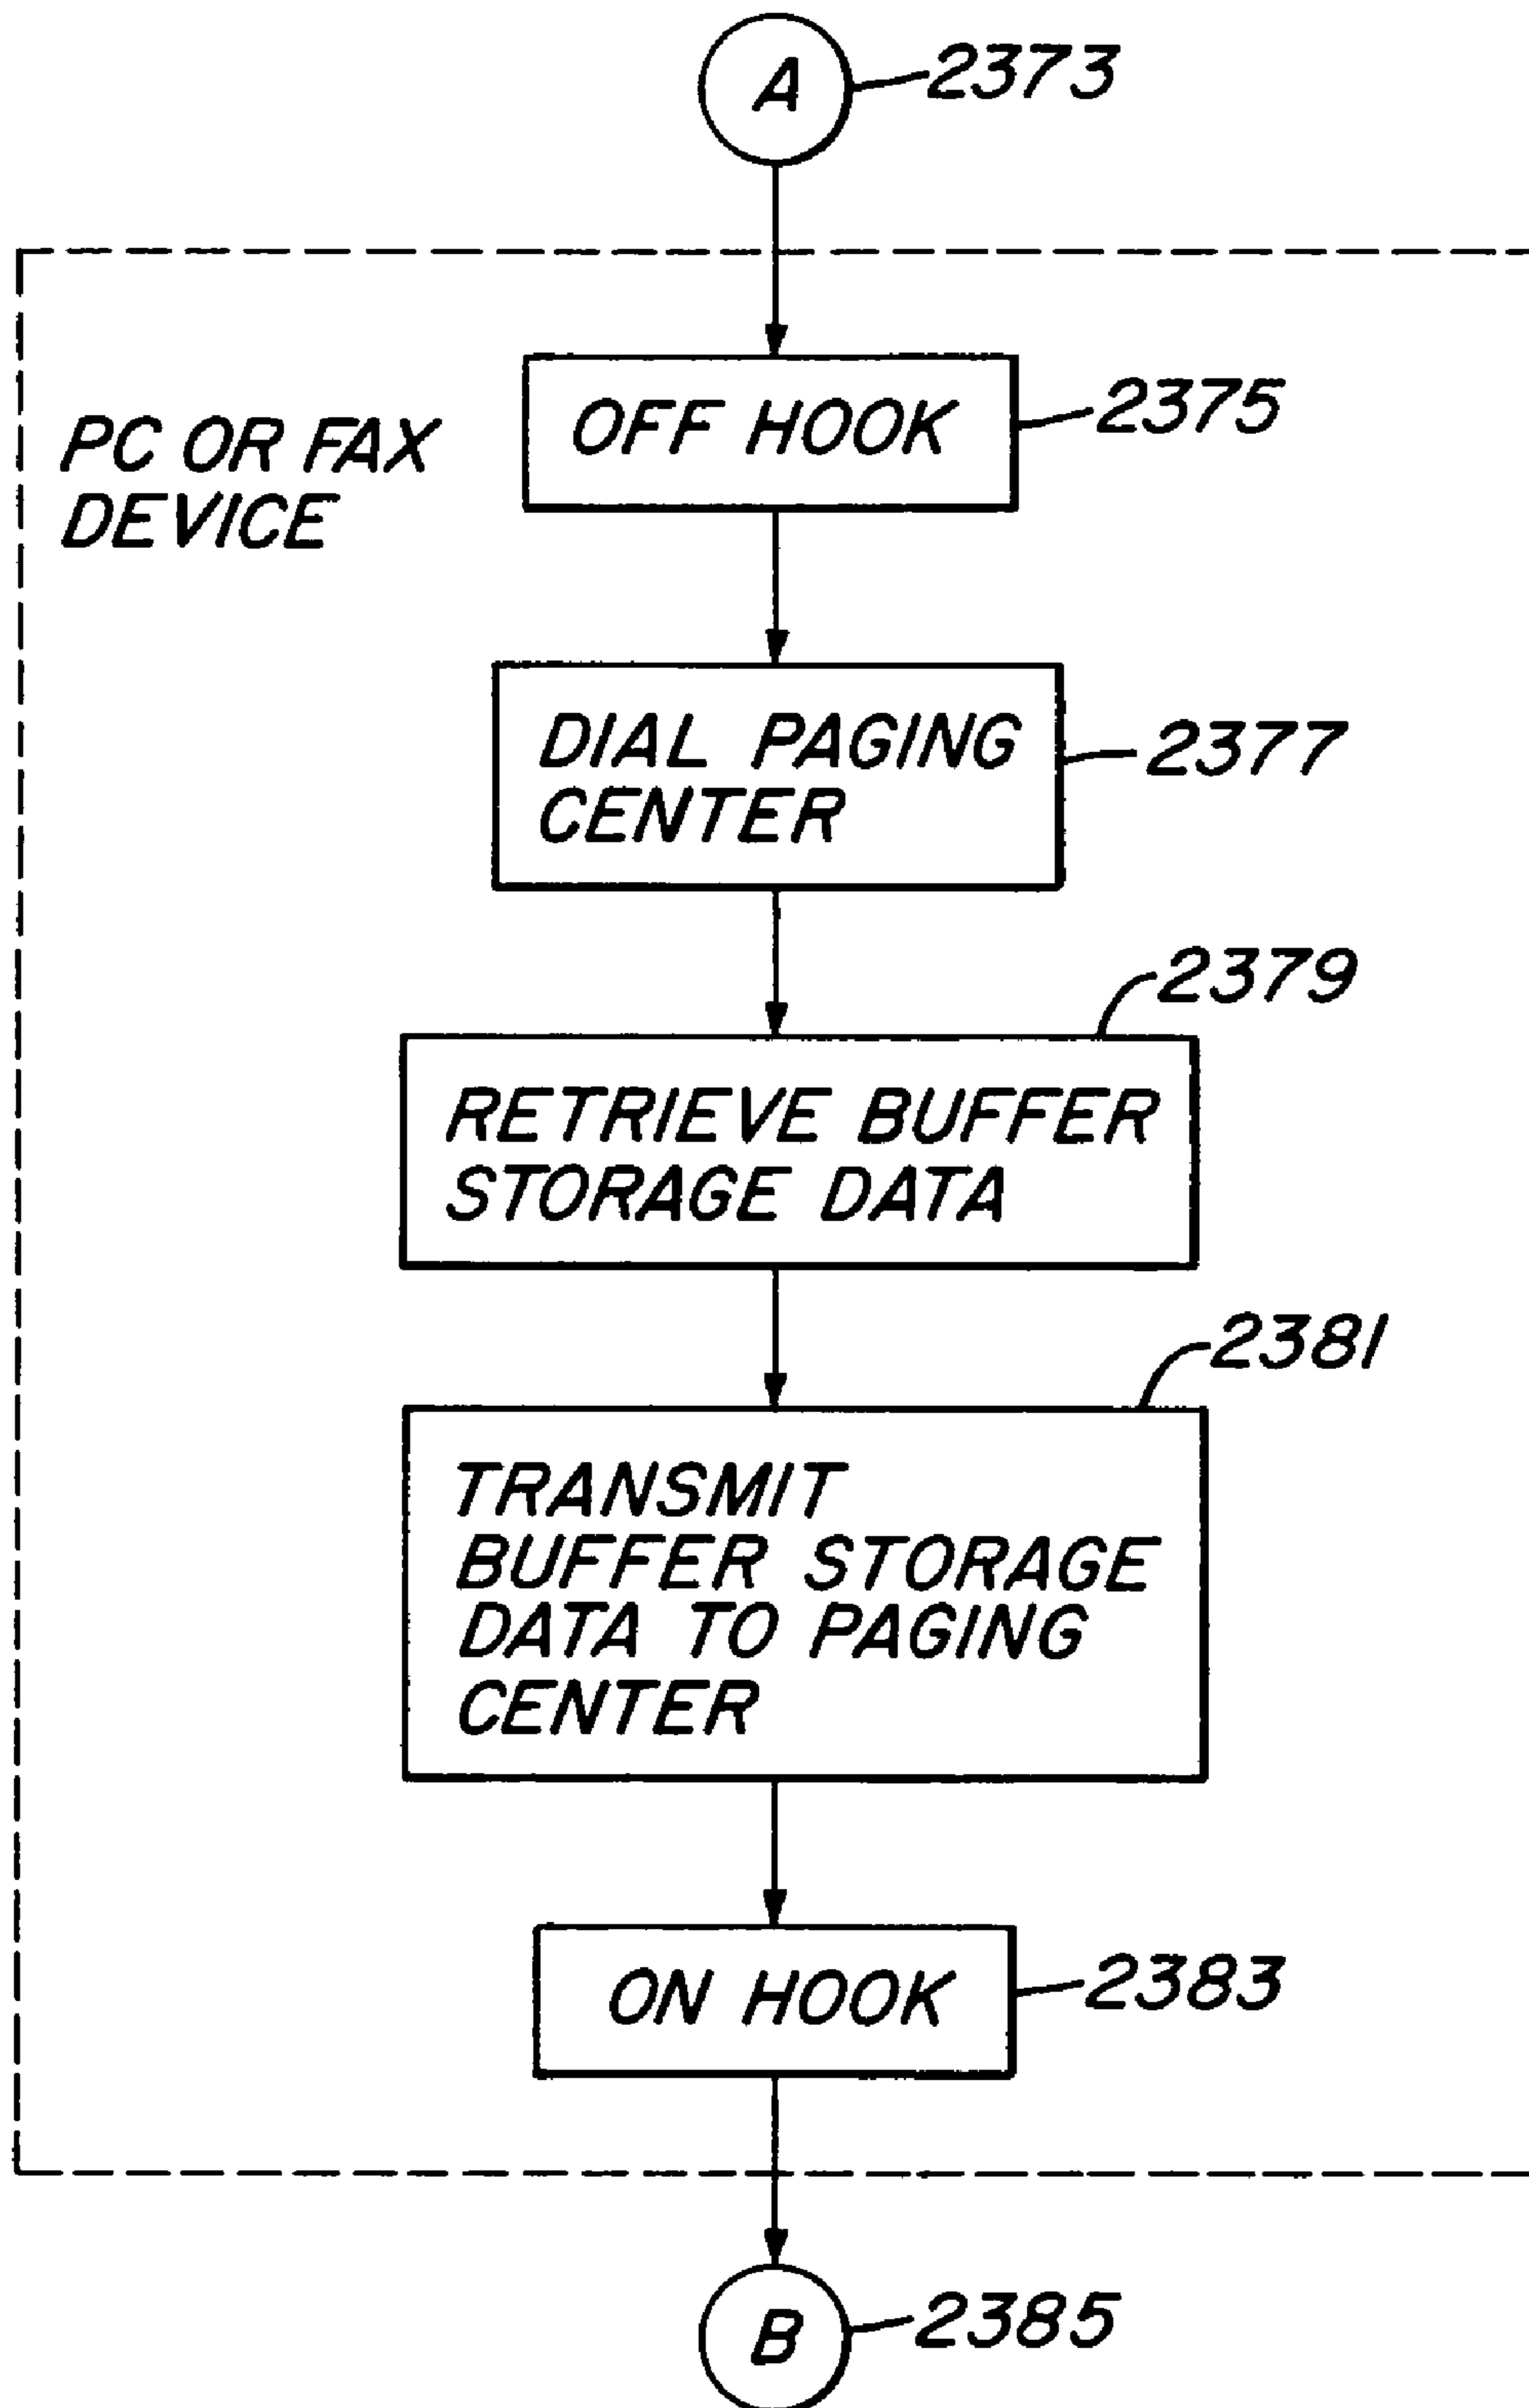 A
2373
OFF HOOK
2375
PC OR FAX
DEVICE
DIAL PAGING
CENTER
2377
2379
RETRIEVE BUFFER
STORAGE DATA
2381
TRANSMIT
BUFFER STORAGE
DATA TO PAGING
CENTER
ON HOOK
2383
B
2385